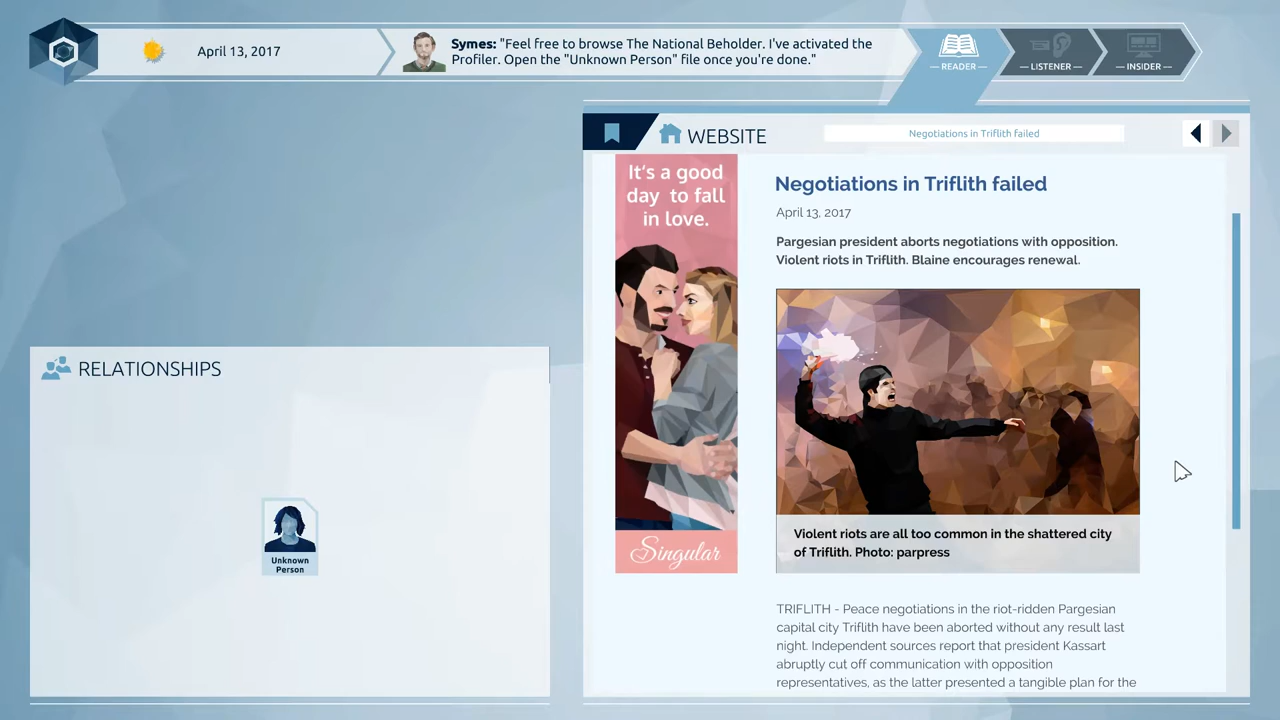 April 13, 2017
Symes: "Feel free to browse The National Beholder. I've activated the
Profiler. Open the "Unknown Person" file once you're done."
— READER —
— LISTENER —
— INSIDER —
WEBSITE
Negotiations in Triflith failed
It's a good
day to fall
in love.
Singular
Negotiations in Triflith failed
April 13, 2017
Pargesian president aborts negotiations with opposition.
Violent riots in Triflith. Blaine encourages renewal.
Violent riots are all too common in the shattered city
of Triflith. Photo: parpress
TRIFLITH - Peace negotiations in the riot-ridden Pargesian
capital city Triflith have been aborted without any result last
night. Independent sources report that president Kassart
abruptly cut off communication with opposition
representatives, as the latter presented a tangible plan for the
RELATIONSHIPS
Unknown
Person